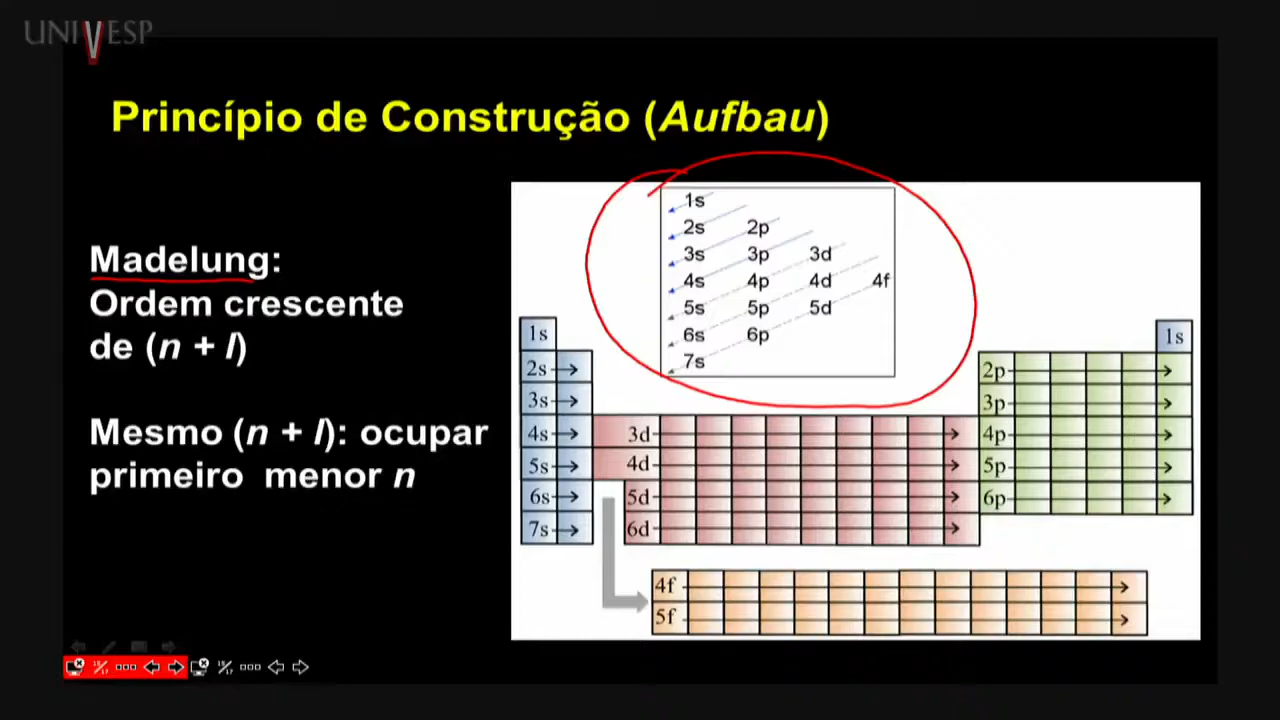 UNIVESP
Princípio de Construção (Aufbau)
Madelung:
Ordem crescente
de (n + l)
Mesmo (n + l): ocupar
primeiro menor n
1s
2s 2p
3s 3p 3d
4s 4p 4d 4f
5s 5p 5d
6s 6p
7s
1s 1s
2s 2p
3s 3p
4s 3d 4p
5s 4d 5p
6s 5d 6p
7s 6d
4f
5f